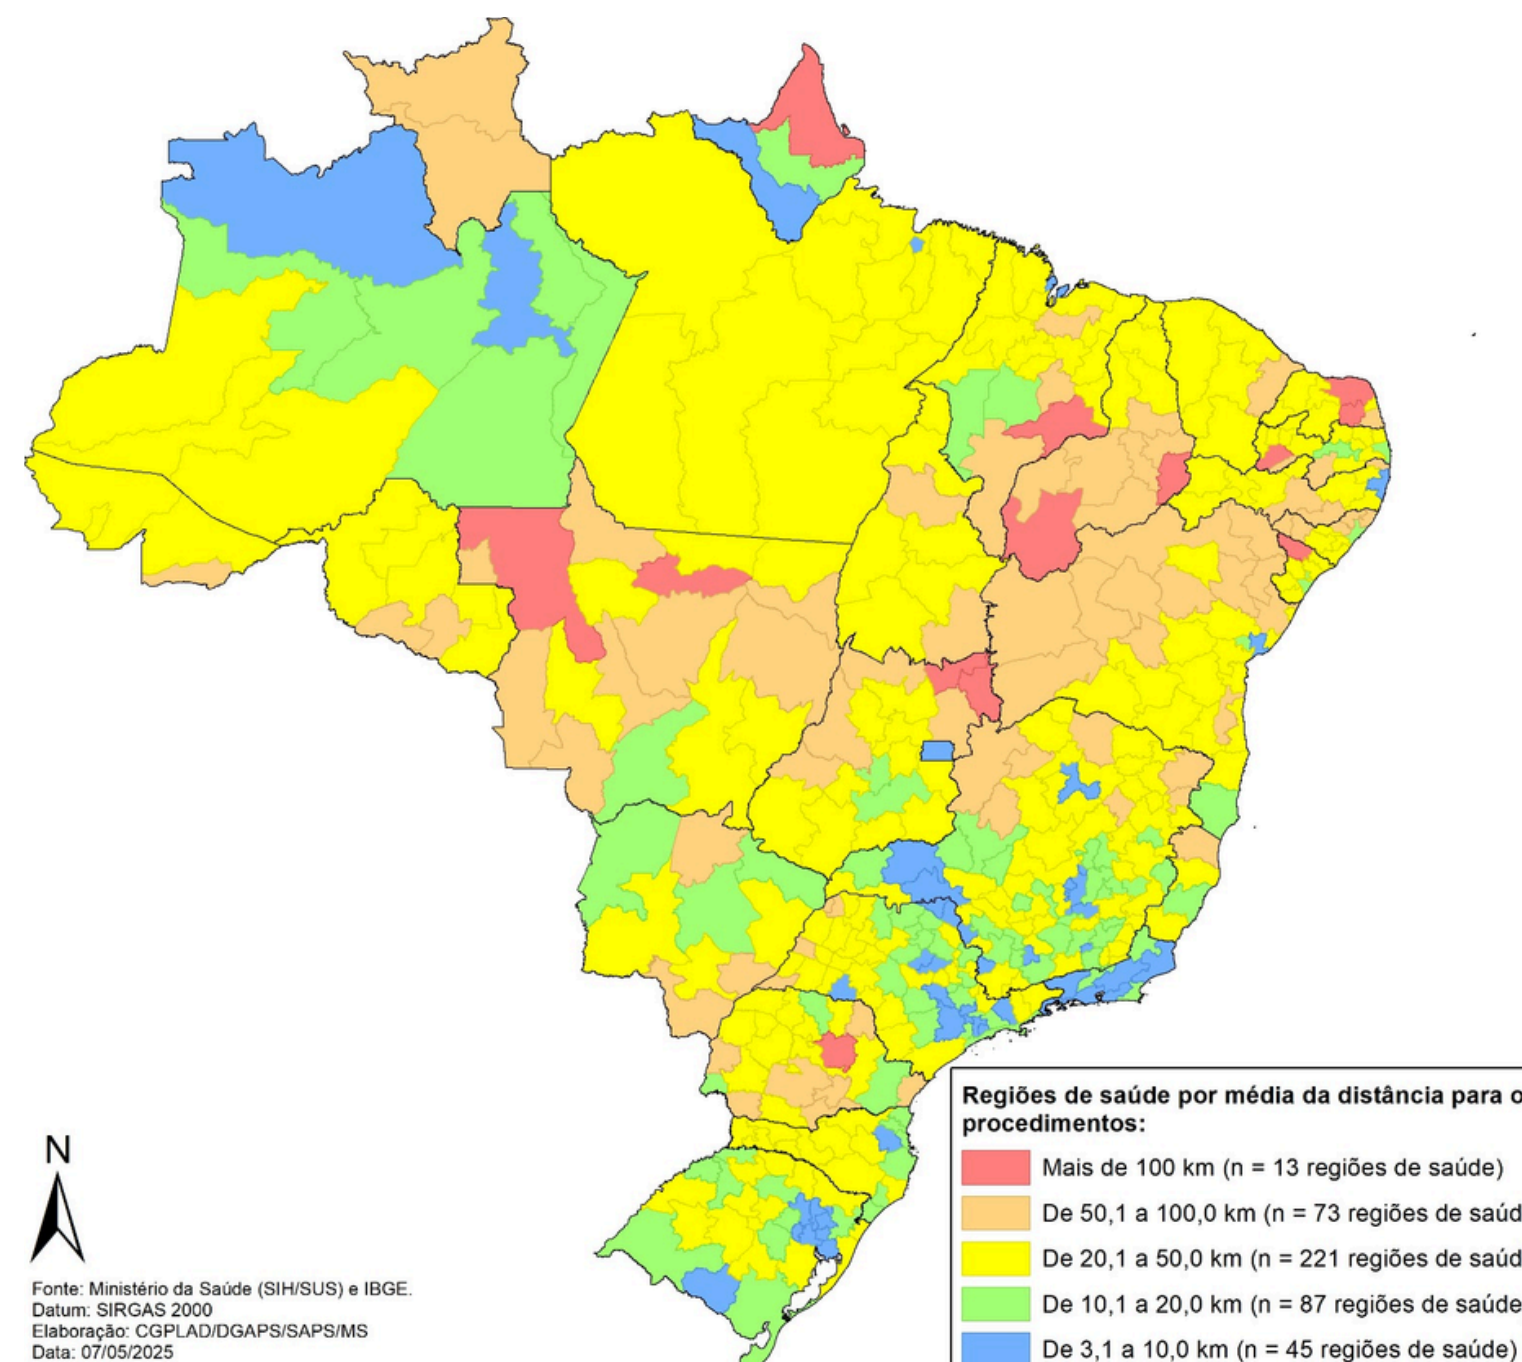 N
Fonte: Ministério da Saúde (SIH/SUS) e IBGE.
Datum: SIRGAS 2000
Elaboração: CGPLAD/DGAPS/SAPS/MS
Data: 07/05/2025
Regiões de saúde por média da distância para o
procedimentos:
Mais de 100 km (n = 13 regiões de saúde)
De 50,1 a 100,0 km (n = 73 regiões de saúd
De 20,1 a 50,0 km (n = 221 regiões de saúd
De 10,1 a 20,0 km (n = 87 regiões de saúde
De 3,1 a 10,0 km (n = 45 regiões de saúde)